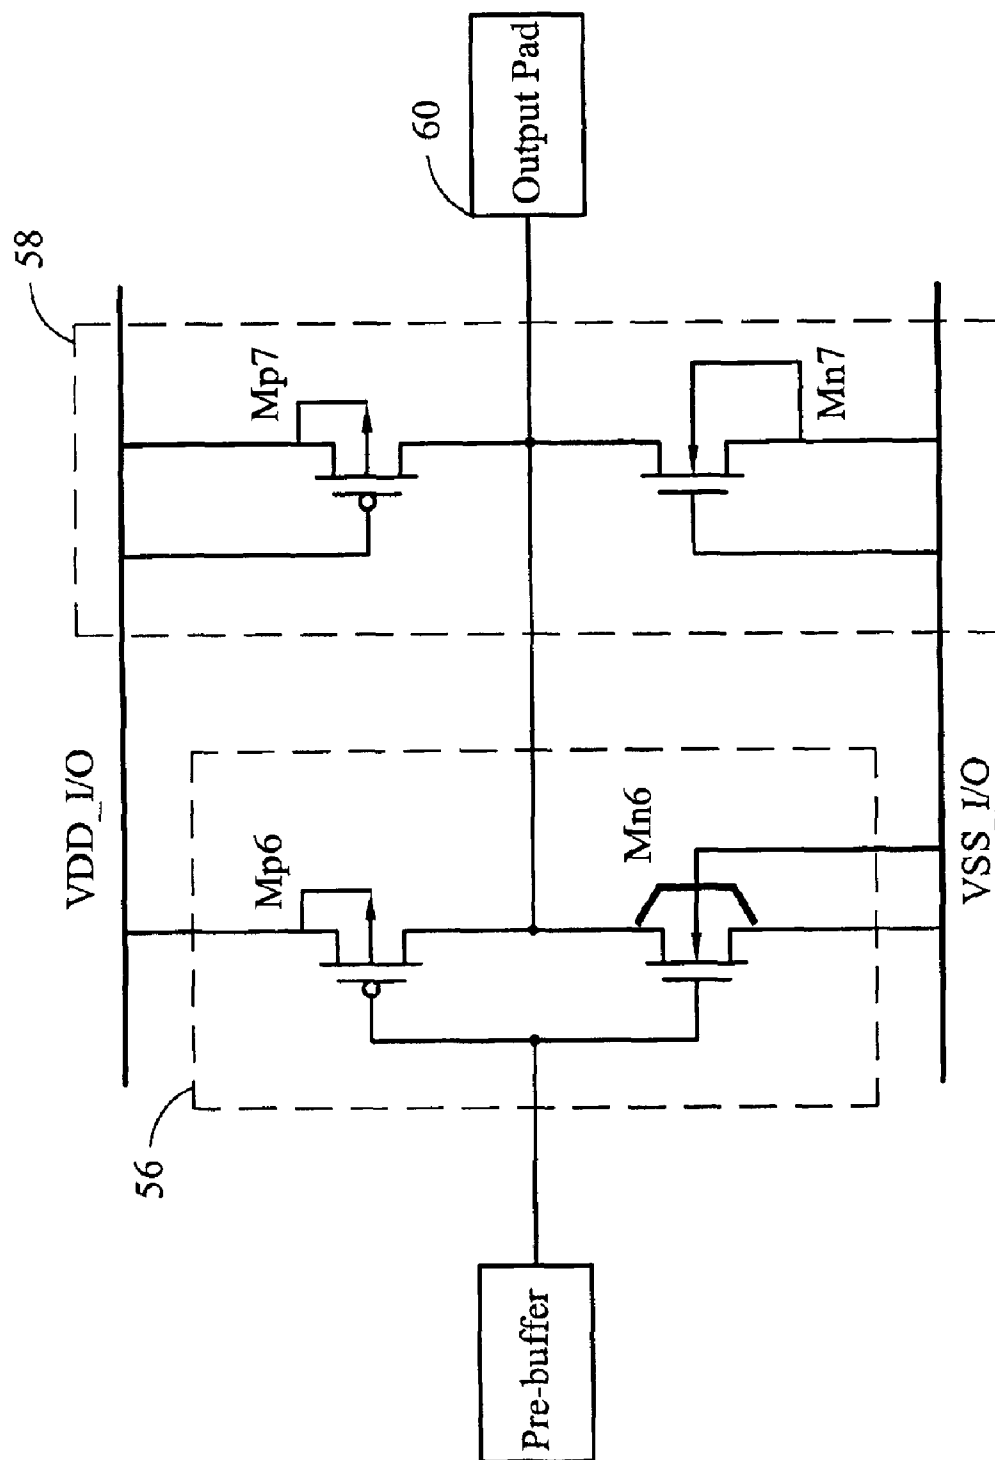 58
60
VDD_I/O
Mp7
Mp6
Output Pad
56
Pre-buffer
Mn6
Mn7
VSS_I/O